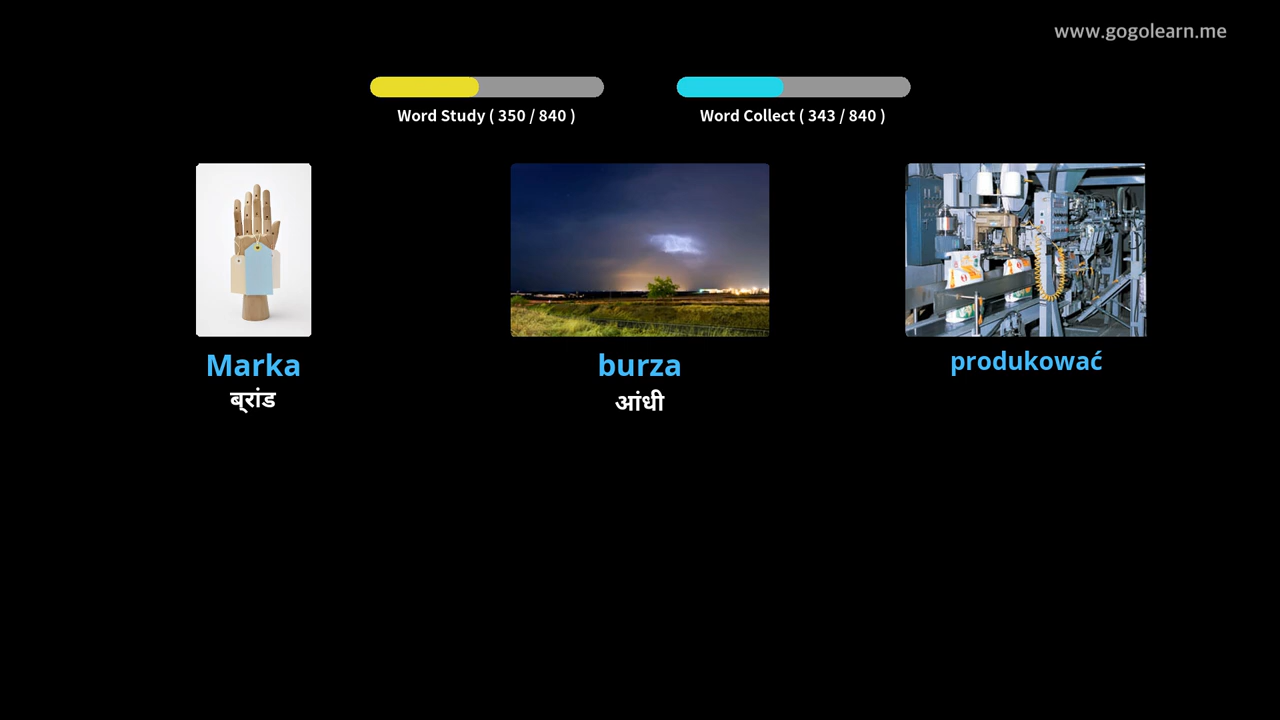 www.gogolearn.me
Word Study ( 350 / 840 )
Word Collect ( 343 / 840 )
Marka
burza
produkować
ब्रांड
आंधी